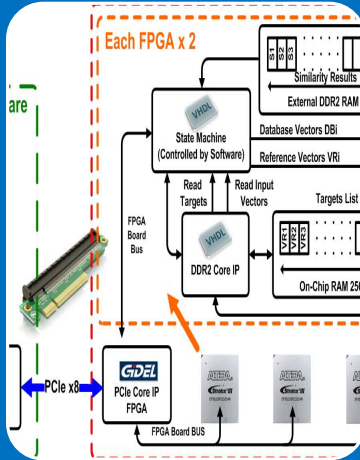 Each FPGA x 2
are
S1
S2
S3
Similarity Results
External DDR2 RAM
VHDL
State Machine
(Controlled by Software)
Database Vectors DBi
Reference Vectors VRi
Read
Targets
Read Input
Vectors
FPGA
Board
Bus
VHDL
DDR2 Core IP
Targets List
VR1
VR2
VR3
On-Chip RAM 256
PCIe x8
GiDEL
PCIe Core IP
FPGA
ALTERA
Stratix III
ALTERA
Stratix III
FPGA Board BUS